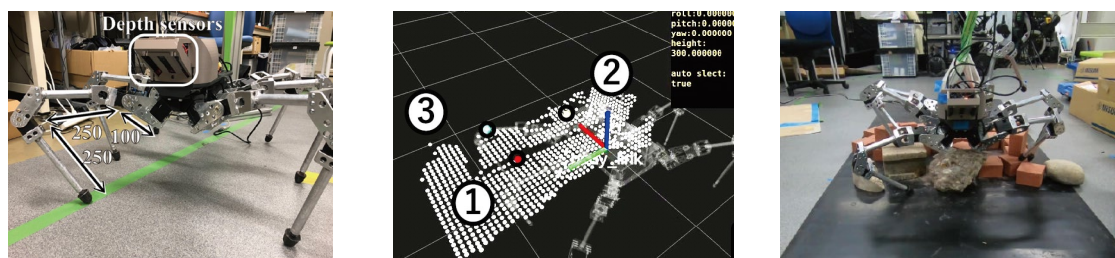 Depth sensors
250
100
250
roll:0.000000
pitch:0.00000
yaw:0.000000
height:
300.000000
auto slect:
true
②
③
①